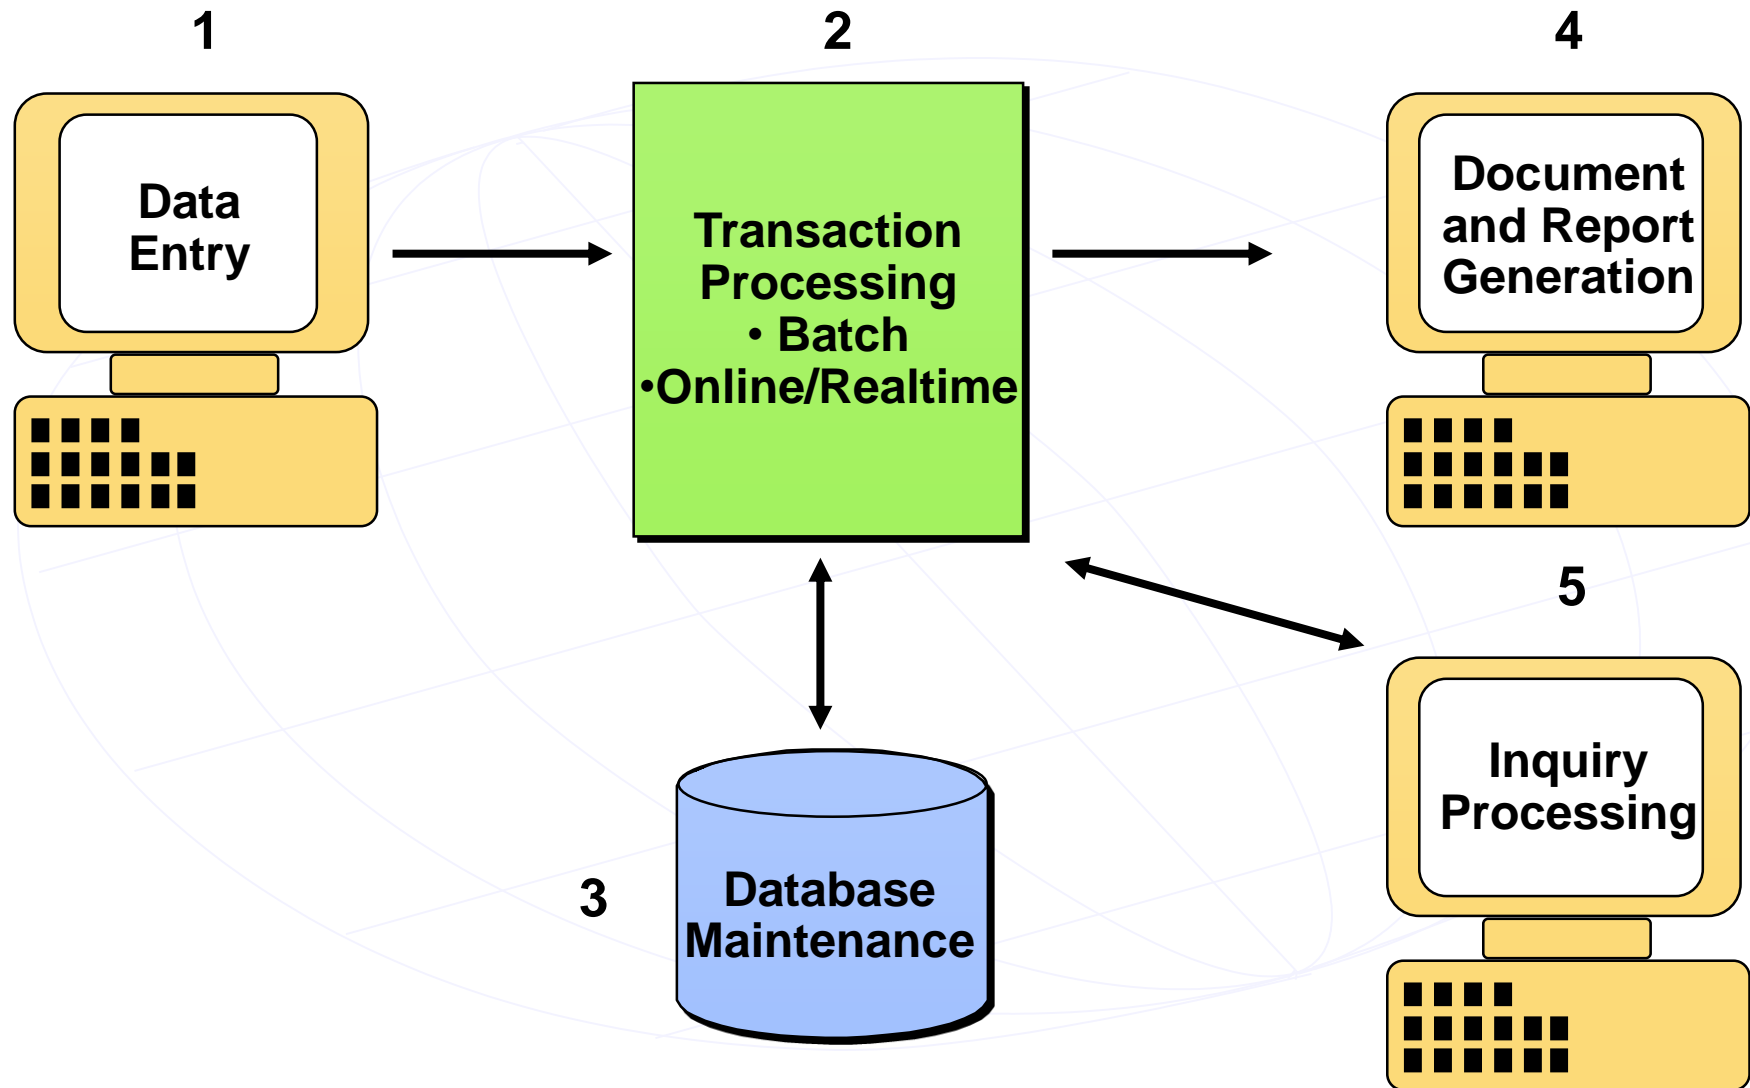 1
Data
Entry
2
Transaction
Processing
• Batch
•Online/Realtime
3
Database
Maintenance
4
Document
and Report
Generation
5
Inquiry
Processing